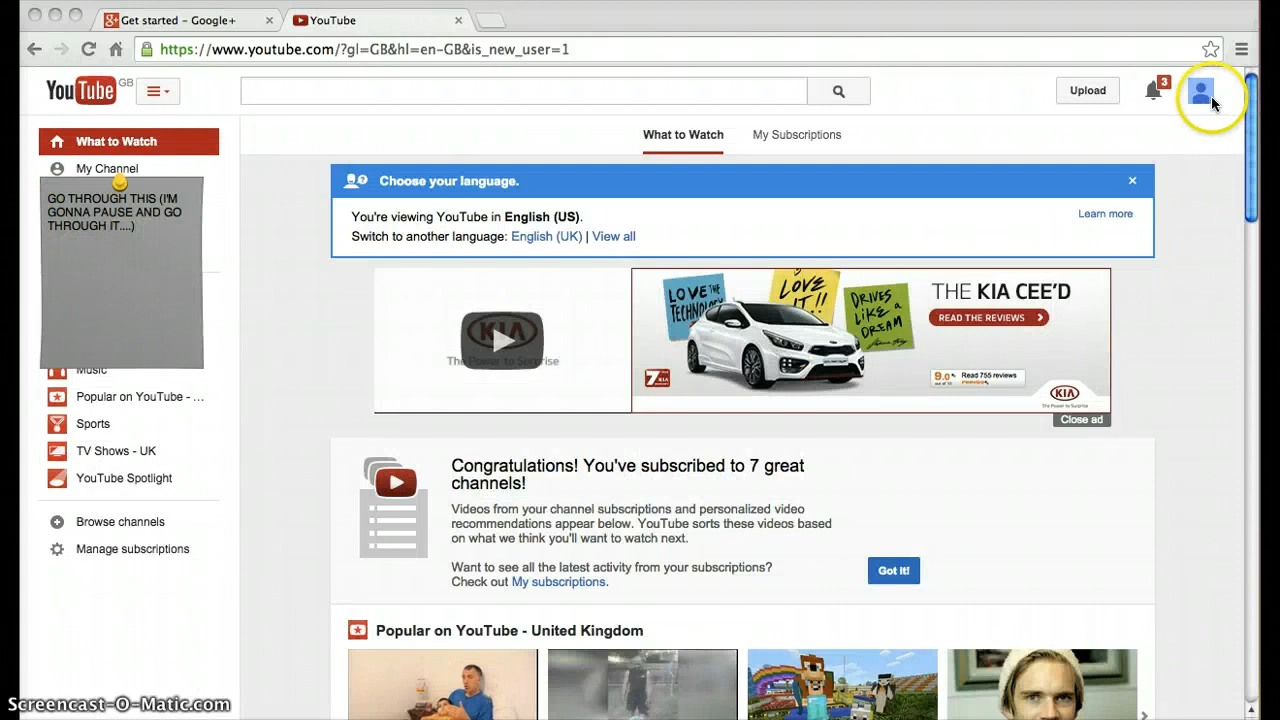 Get started - Google+
YouTube
https://www.youtube.com/?gl=GB&hl=en-GB&is_new_user=1
YouTube GB
Upload
3
What to Watch
My Subscriptions
What to Watch
My Channel
GO THROUGH THIS (I'M
GONNA PAUSE AND GO
THROUGH IT....)
Music
Popular on YouTube - ...
Sports
TV Shows - UK
YouTube Spotlight
Browse channels
Manage subscriptions
Choose your language.
You're viewing YouTube in English (US).
Learn more
Switch to another language: English (UK) | View all
KIA
The Power to Surprise
LOVE THE
TECHNOLOGY
LOVE
IT!!
DRIVES
LIKE A
DREAM
THE KIA CEE'D
READ THE REVIEWS
9.0
Read 755 reviews
7
KIA
The Power to Surprise
Close ad
Congratulations! You've subscribed to 7 great
channels!
Videos from your channel subscriptions and personalized video
recommendations appear below. YouTube sorts these videos based
on what we think you'll want to watch next.
Want to see all the latest activity from your subscriptions?
Check out My subscriptions.
Got it!
Popular on YouTube - United Kingdom
Screencast-O-Matic.com